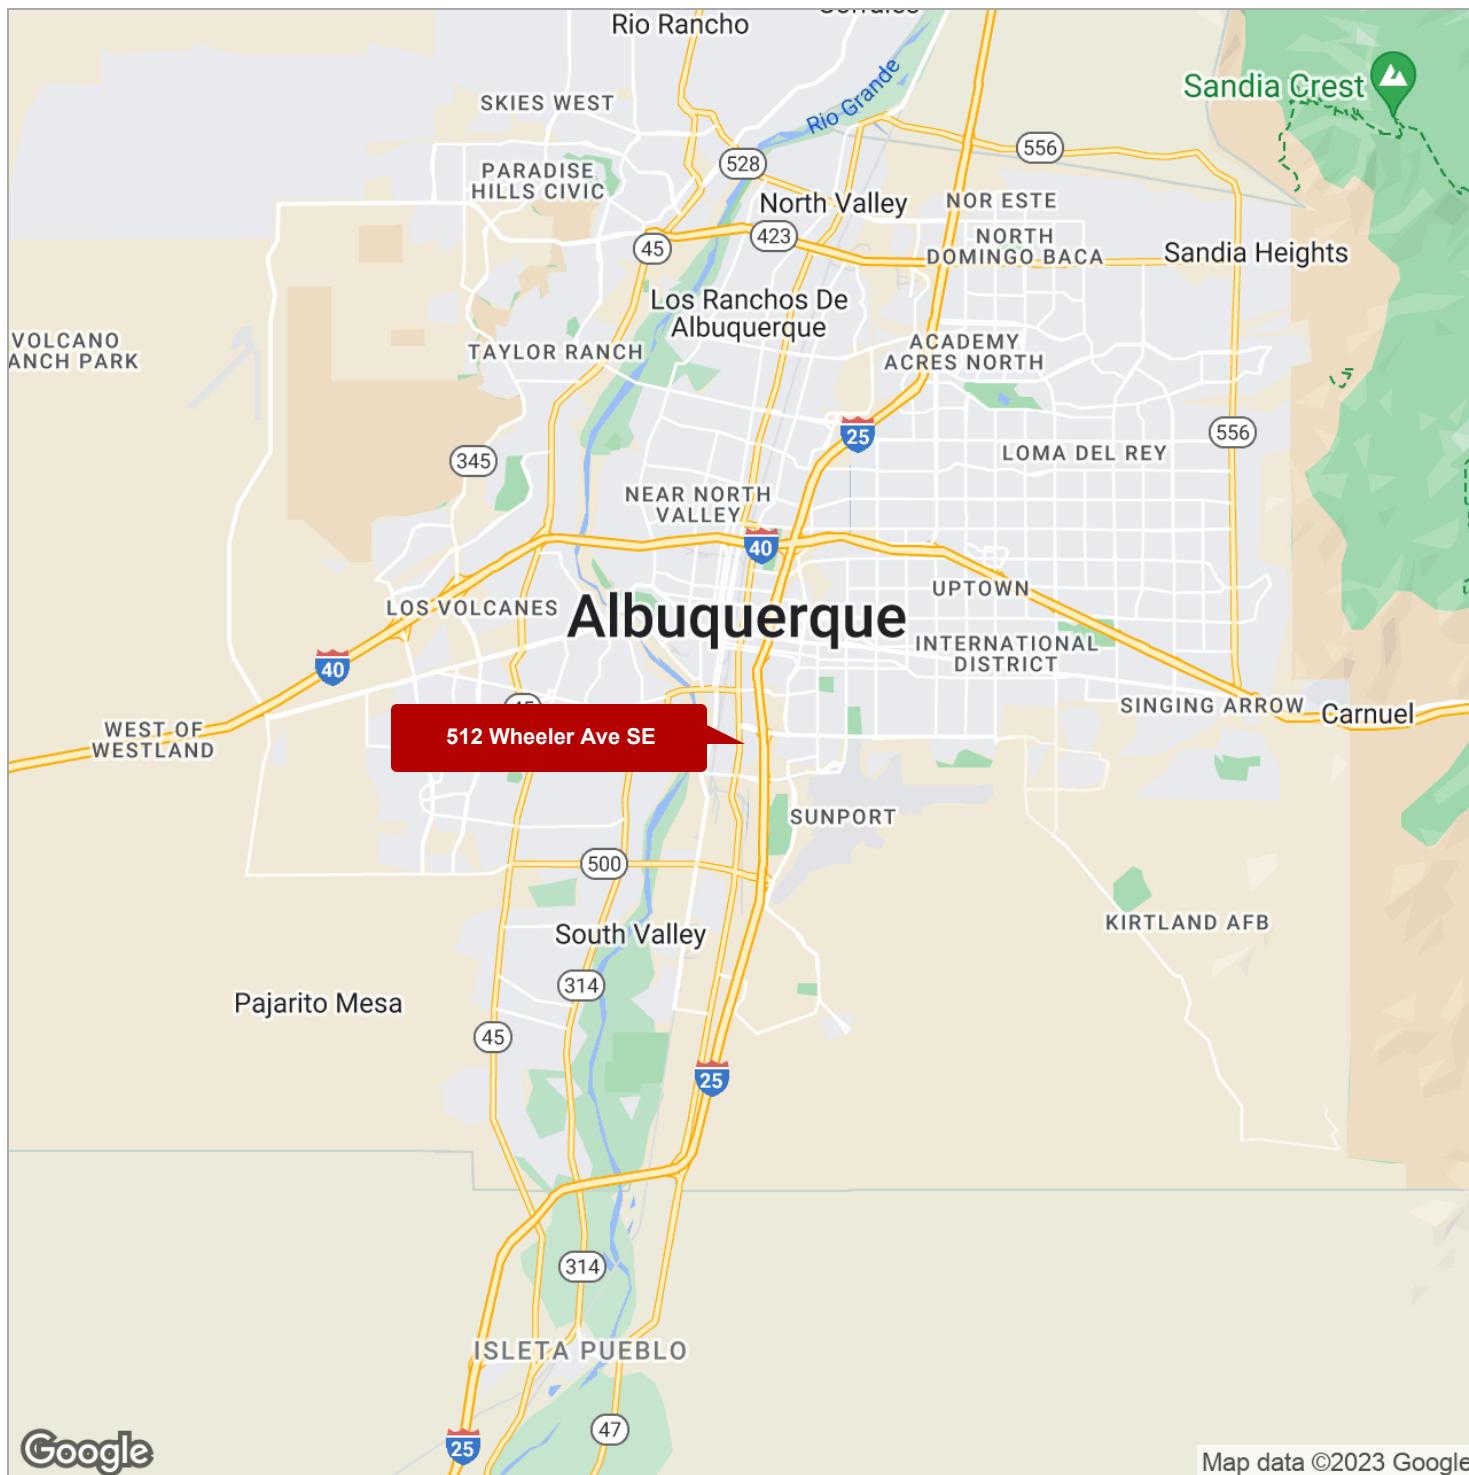 Rio Rancho
Corrales
SKIES WEST
Rio Grande
Sandia Crest
528
556
PARADISE
HILLS CIVIC
North Valley
NOR ESTE
45
423
NORTH
DOMINGO BACA
Sandia Heights
Los Ranchos De
Albuquerque
VOLCANO
ANCH PARK
TAYLOR RANCH
ACADEMY
ACRES NORTH
25
556
345
LOMA DEL REY
NEAR NORTH
VALLEY
40
UPTOWN
LOS VOLCANES
Albuquerque
INTERNATIONAL
DISTRICT
40
45
SINGING ARROW
Carnuel
WEST OF
WESTLAND
512 Wheeler Ave SE
SUNPORT
500
KIRTLAND AFB
South Valley
314
Pajarito Mesa
45
25
314
ISLETA PUEBLO
47
25
Google
Map data ©2023 Google